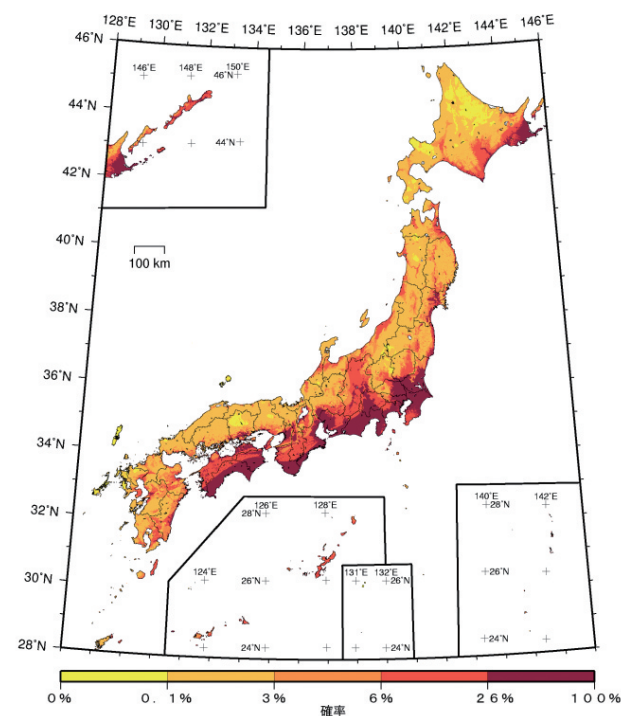 128˚E 130˚E 132˚E 134˚E 136˚E 138˚E 140˚E 142˚E 144˚E 146˚E
46˚N
146˚E 148˚E 150˚E
46˚N
44˚N
44˚N
42˚N
40˚N
100 km
38˚N
36˚N
34˚N
32˚N
126˚E 128˚E
28˚N
140˚E 142˚E
28˚N
30˚N
124˚E
26˚N
131˚E 132˚E
26˚N
26˚N
28˚N
24˚N
24˚N
24˚N
0% 0.1% 3% 6% 26% 100%
確率